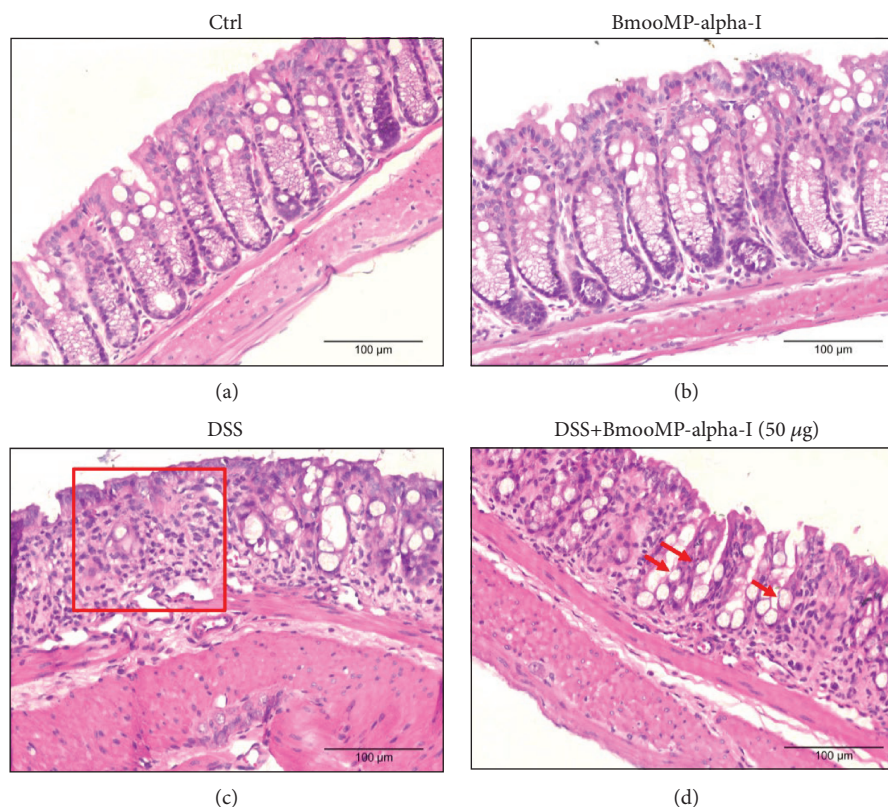 Ctrl
BmooMP-alpha-I
100 µm
100 µm
(a)
(b)
DSS
DSS+BmooMP-alpha-I (50 µg)
100 µm
100 µm
(c)
(d)